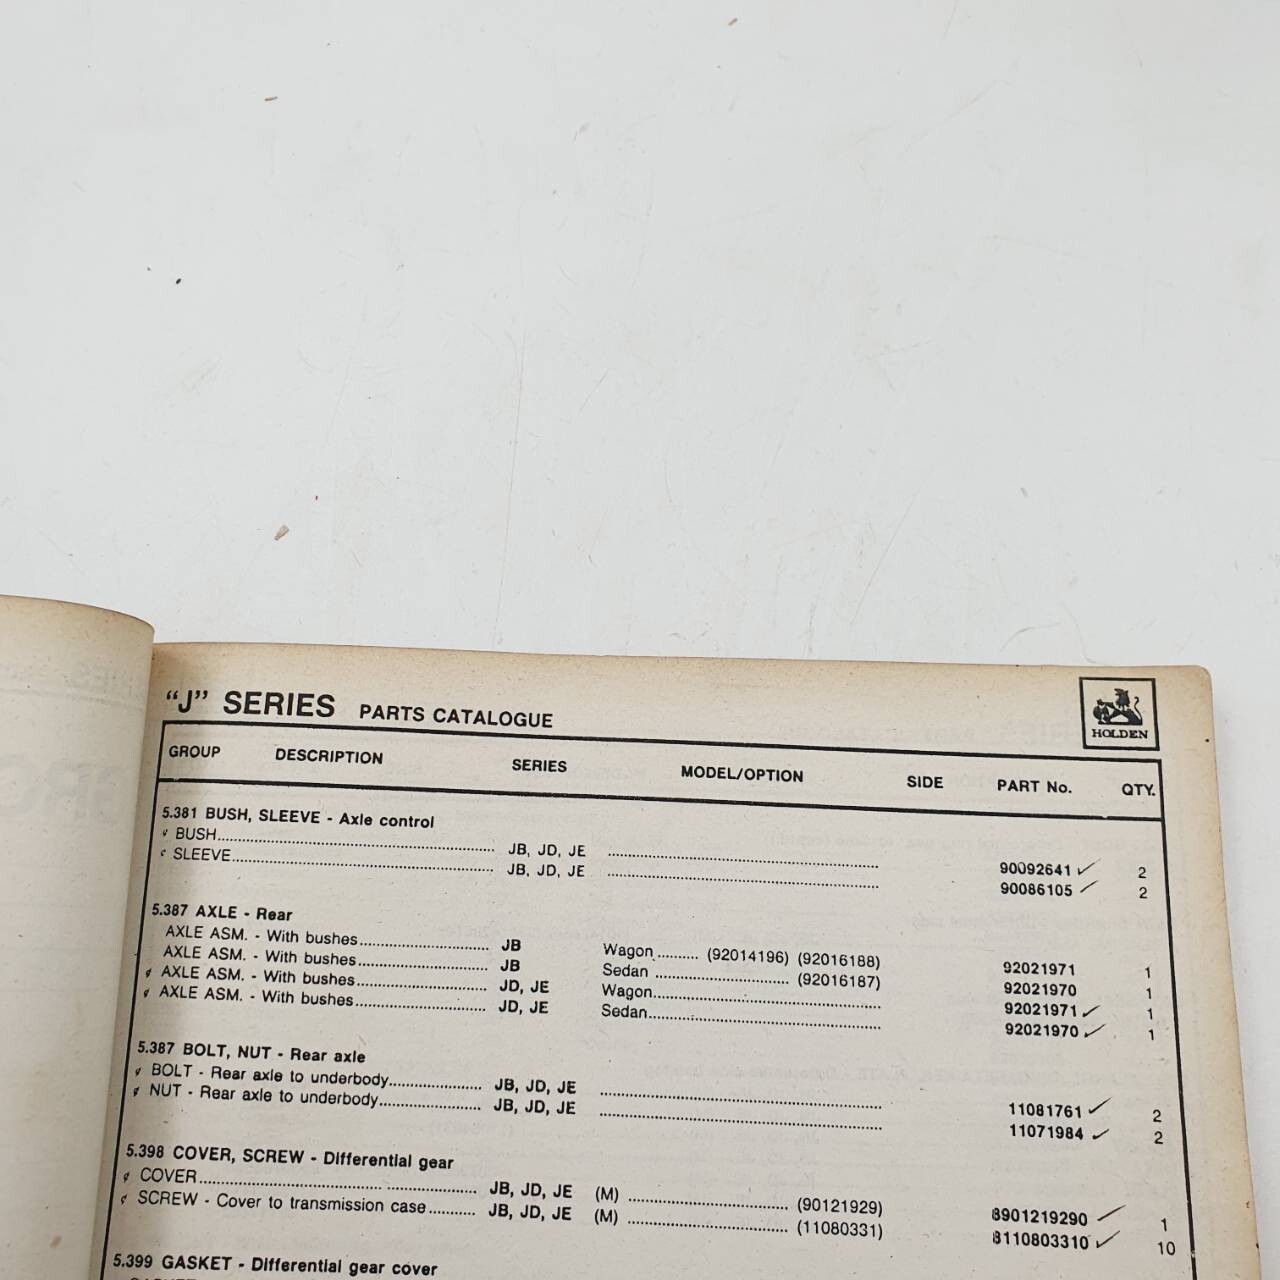 "J" SERIES PARTS CATALOGUE
HOLDEN
GROUP DESCRIPTION SERIES MODEL/OPTION SIDE PART No. QTY.
5.381 BUSH, SLEEVE - Axle control
BUSH JB, JD, JE 90092641 ✓ 2
SLEEVE JB, JD, JE 90086105 ✓ 2
5.387 AXLE - Rear
AXLE ASM. - With bushes JB Wagon (92014196) (92016188) 92021971 1
AXLE ASM. - With bushes JB Sedan (92016187) 92021970 1
AXLE ASM. - With bushes JD, JE Wagon 92021971 ✓ 1
AXLE ASM. - With bushes JD, JE Sedan 92021970 ✓ 1
5.387 BOLT, NUT - Rear axle
BOLT - Rear axle to underbody JB, JD, JE 11081761 ✓ 2
NUT - Rear axle to underbody JB, JD, JE 11071984 ✓ 2
5.398 COVER, SCREW - Differential gear
COVER JB, JD, JE (M) (90121929) 8901219290 ✓ 1
SCREW - Cover to transmission case JB, JD, JE (M) (11080331) 8110803310 ✓ 10
5.399 GASKET - Differential gear cover